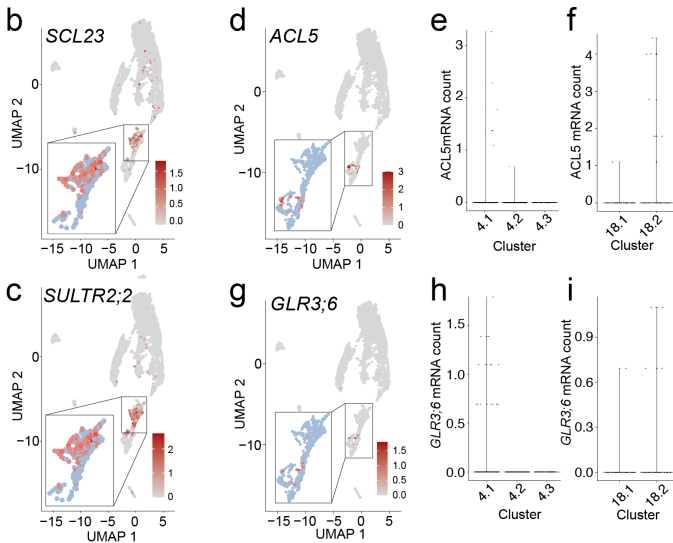 b
SCL23
0
−10
UMAP 2
−15 −10 −5 0 5
UMAP 1
1.5
1.0
0.5
0.0
d
ACL5
0
−10
UMAP 2
−15 −10 −5 0 5
UMAP 1
3
2
1
0
e
ACL5mRNA count
3
2
1
0
4.1 4.2 4.3
Cluster
f
ACL5 mRNA count
4
3
2
1
0
18.1 18.2
Cluster
c
SULTR2;2
0
−10
UMAP 2
−15 −10 −5 0 5
UMAP 1
2
1
0
g
GLR3;6
0
−10
UMAP 2
−15 −10 −5 0 5
UMAP 1
1.5
1.0
0.5
0.0
h
GLR3;6 mRNA count
1.5
1.0
0.5
0.0
4.1 4.2 4.3
Cluster
i
GLR3;6 mRNA count
0.9
0.6
0.3
0.0
18.1 18.2
Cluster